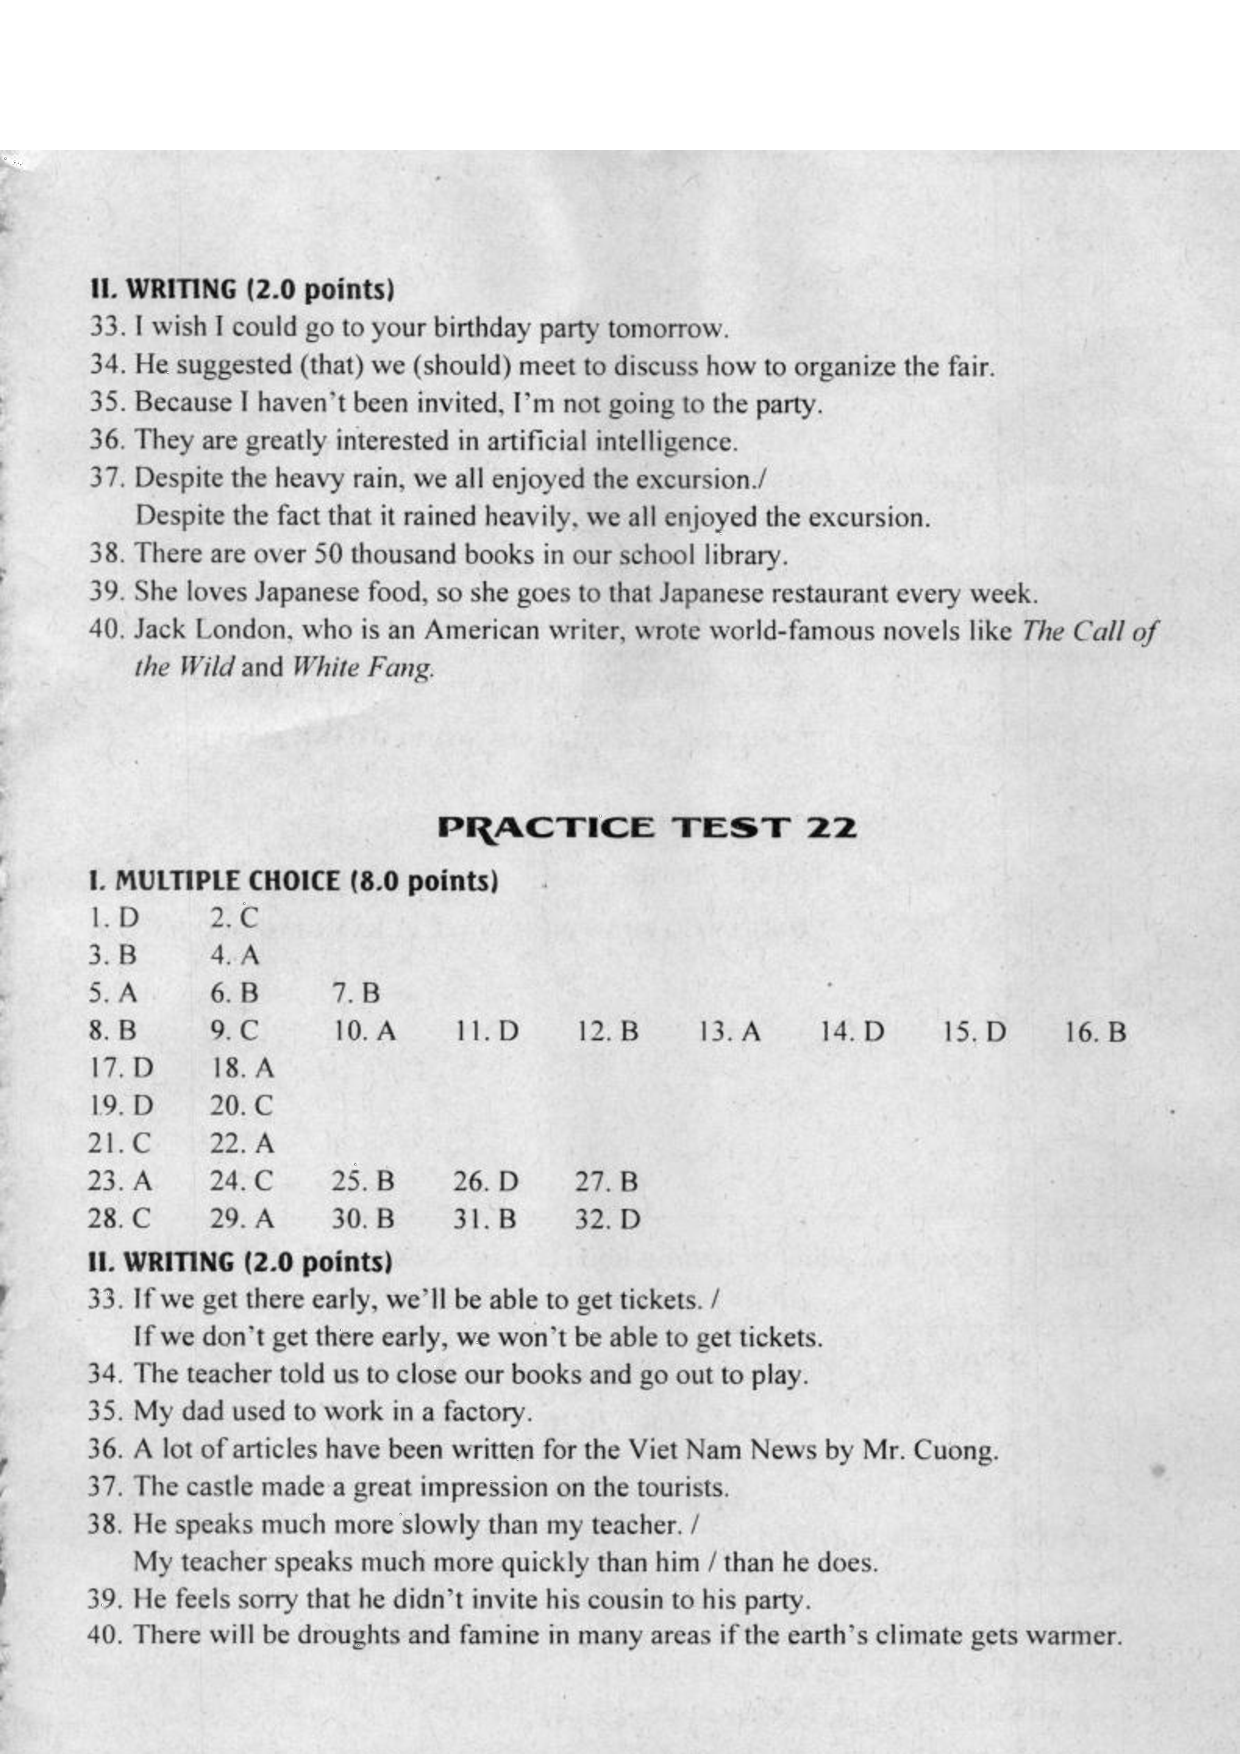 II. WRITING (2.0 points)
33. I wish I could go to your birthday party tomorrow.
34. He suggested (that) we (should) meet to discuss how to organize the fair.
35. Because I haven't been invited, I'm not going to the party.
36. They are greatly interested in artificial intelligence.
37. Despite the heavy rain, we all enjoyed the excursion./
Despite the fact that it rained heavily, we all enjoyed the excursion.
38. There are over 50 thousand books in our school library.
39. She loves Japanese food, so she goes to that Japanese restaurant every week.
40. Jack London, who is an American writer, wrote world-famous novels like The Call of
the Wild and White Fang.
PRACTICE TEST 22
I. MULTIPLE CHOICE (8.0 points)
1. D 2. C
3. B 4. A
5. A 6. B 7. B
8. B 9. C 10. A 11. D 12. B 13. A 14. D 15. D 16. B
17. D 18. A
19. D 20. C
21. C 22. A
23. A 24. C 25. B 26. D 27. B
28. C 29. A 30. B 31. B 32. D
II. WRITING (2.0 points)
33. If we get there early, we'll be able to get tickets. /
If we don't get there early, we won't be able to get tickets.
34. The teacher told us to close our books and go out to play.
35. My dad used to work in a factory.
36. A lot of articles have been written for the Viet Nam News by Mr. Cuong.
37. The castle made a great impression on the tourists.
38. He speaks much more slowly than my teacher. /
My teacher speaks much more quickly than him / than he does.
39. He feels sorry that he didn't invite his cousin to his party.
40. There will be droughts and famine in many areas if the earth's climate gets warmer.